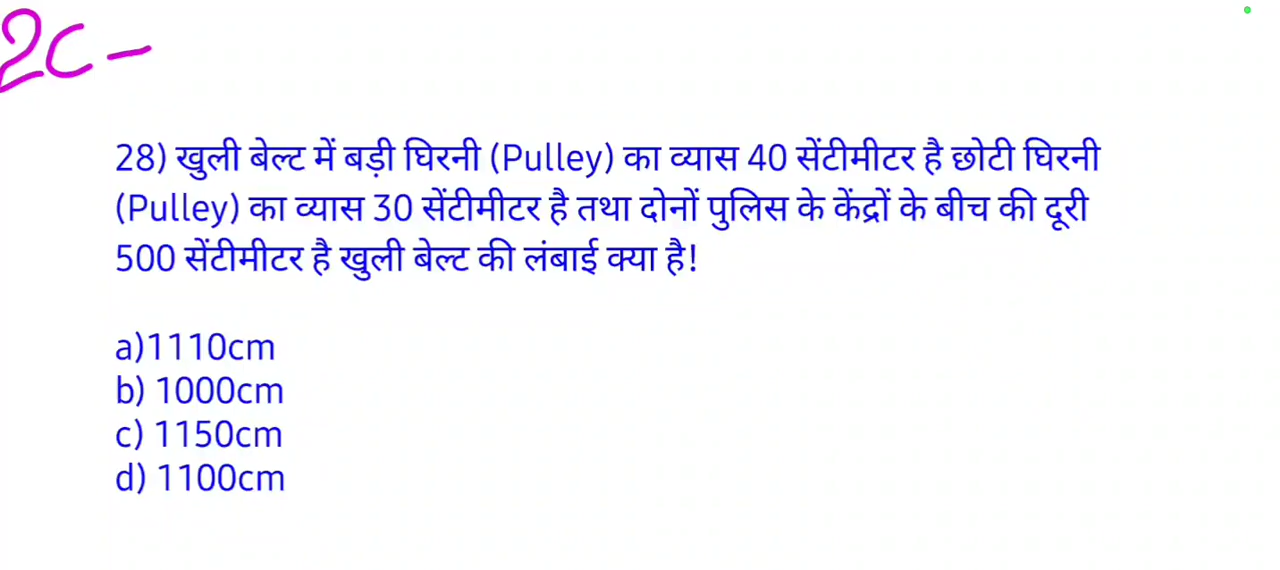 2C -
28) खुली बेल्ट में बड़ी घिरनी (Pulley) का व्यास 40 सेंटीमीटर है छोटी घिरनी
(Pulley) का व्यास 30 सेंटीमीटर है तथा दोनों पुलिस के केंद्रों के बीच की दूरी
500 सेंटीमीटर है खुली बेल्ट की लंबाई क्या है!
a)1110cm
b) 1000cm
c) 1150cm
d) 1100cm